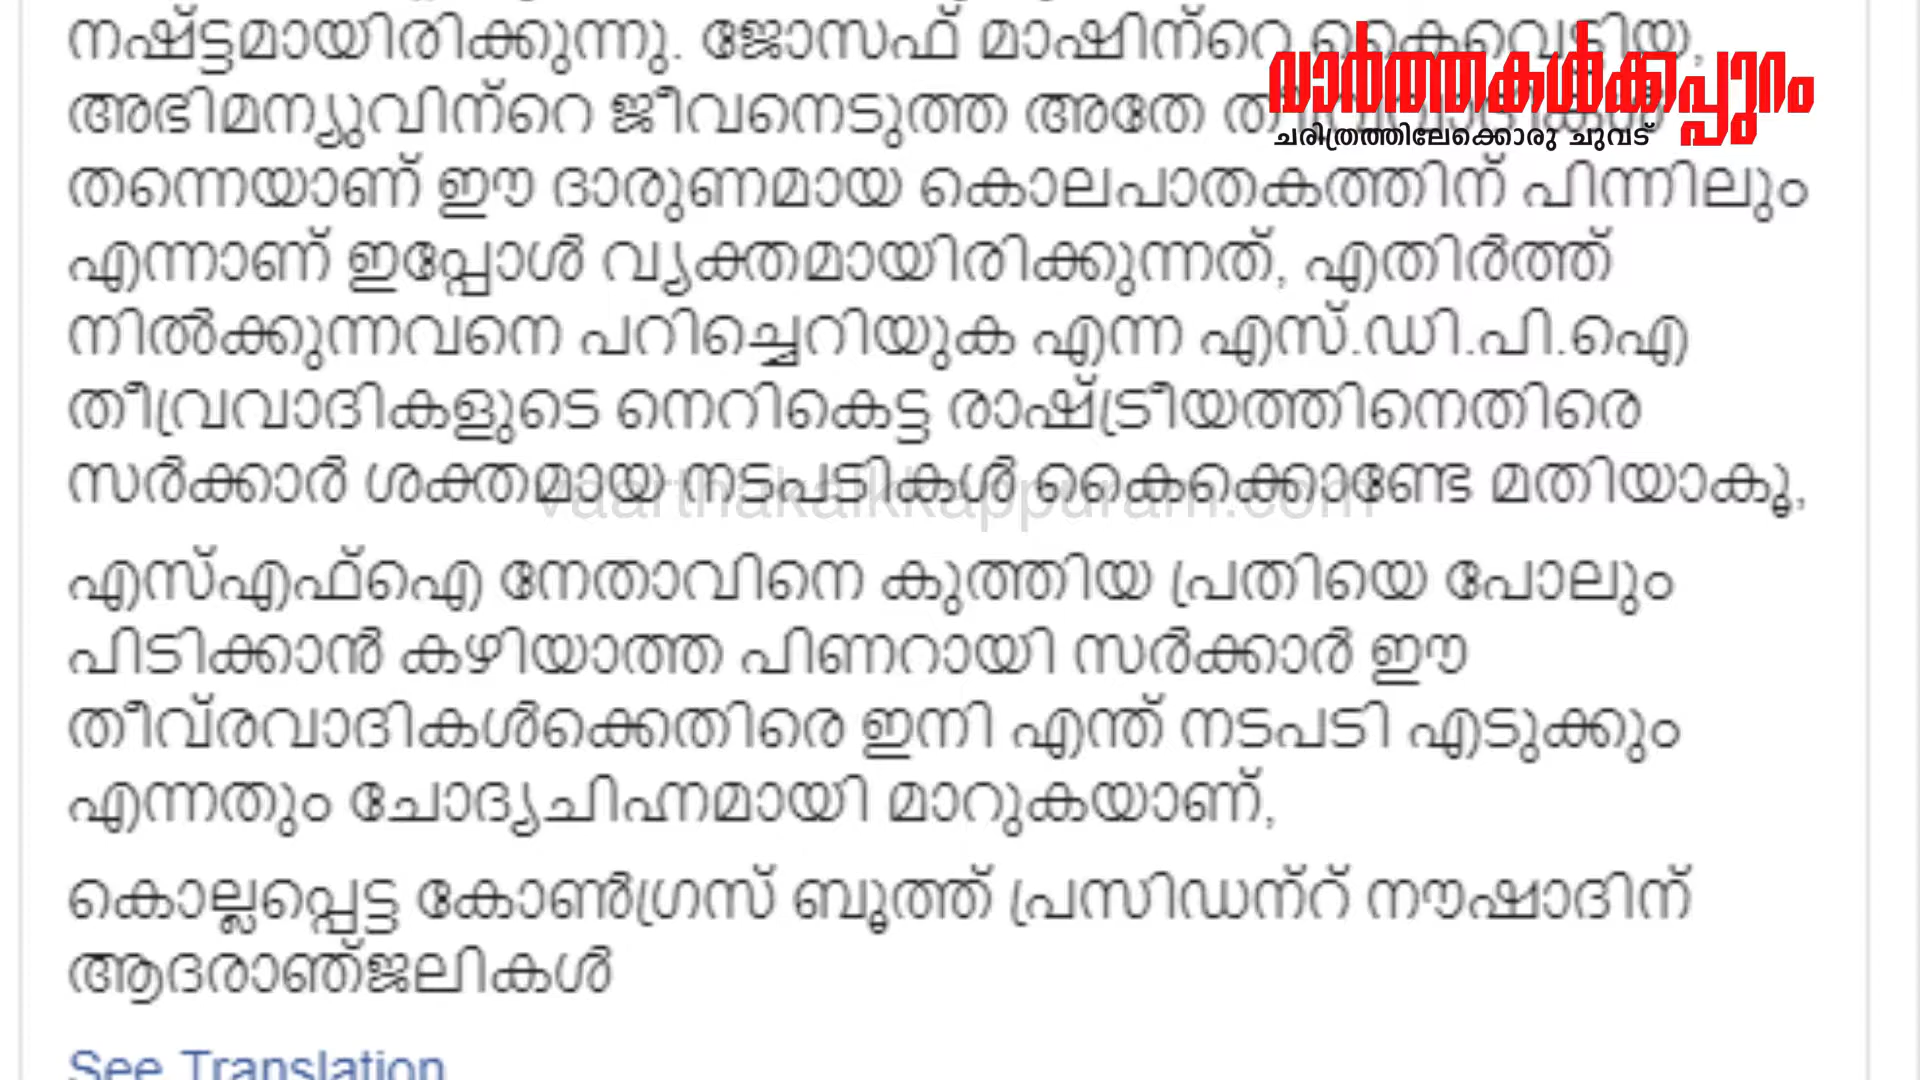 നഷ്ട്ടമായിരിക്കുന്നു. ജോസഫ് മാഷിന്റെ കൈവെട്ടിയ,
വാർത്തകൾക്കപ്പുറം
അഭിമന്യുവിന്റെ ജീവനെടുത്ത അതേ
ചരിത്രത്തിലേക്കൊരു ചുവട്
തന്നെയാണ് ഈ ദാരുണമായ കൊലപാതകത്തിന് പിന്നിലും
എന്നാണ് ഇപ്പോൾ വ്യക്തമായിരിക്കുന്നത്, എതിർത്ത്
നിൽക്കുന്നവനെ പറിച്ചെറിയുക എന്ന എസ്.ഡി.പി.ഐ
തീവ്രവാദികളുടെ നെറികെട്ട രാഷ്ട്രീയത്തിനെതിരെ
സർക്കാർ ശക്തമായ നടപടികൾ കൈക്കൊണ്ടേ മതിയാകൂ,
vaarthakalkkappuram.com
എസ്എഫ്ഐ നേതാവിനെ കുത്തിയ പ്രതിയെ പോലും
പിടിക്കാൻ കഴിയാത്ത പിണറായി സർക്കാർ ഈ
തീവ്രവാദികൾക്കെതിരെ ഇനി എന്ത് നടപടി എടുക്കും
എന്നതും ചോദ്യചിഹ്നമായി മാറുകയാണ്,
കൊല്ലപ്പെട്ട കോൺഗ്രസ് ബൂത്ത് പ്രസിഡന്റ് നൗഷാദിന്
ആദരാഞ്ജലികൾ
See Translation